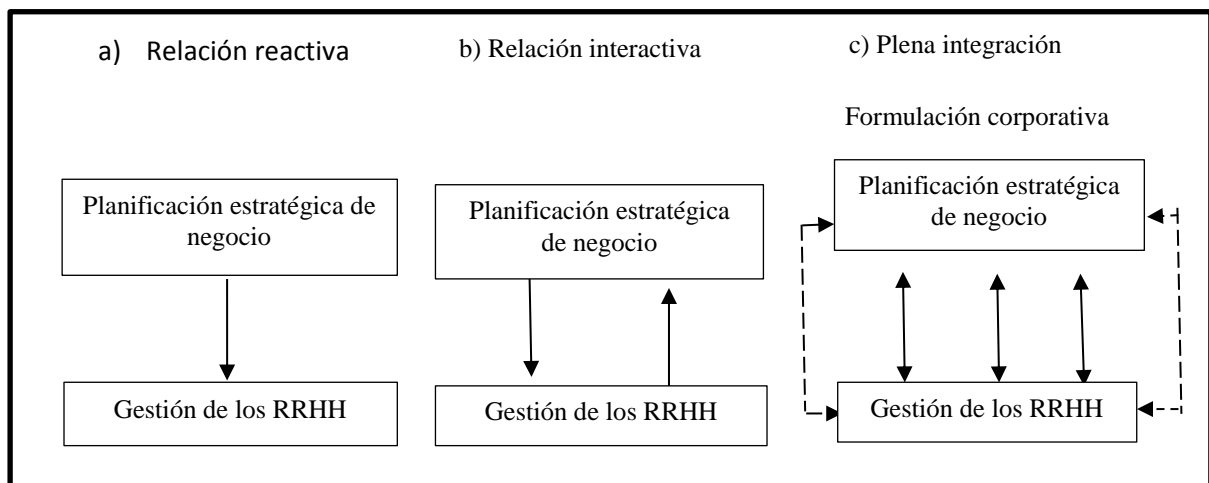 a) Relación reactiva
b) Relación interactiva
c) Plena integración
Formulación corporativa
Planificación estratégica de
negocio
Planificación estratégica
de negocio
Planificación estratégica
de negocio
Gestión de los RRHH
Gestión de los RRHH
Gestión de los RRHH